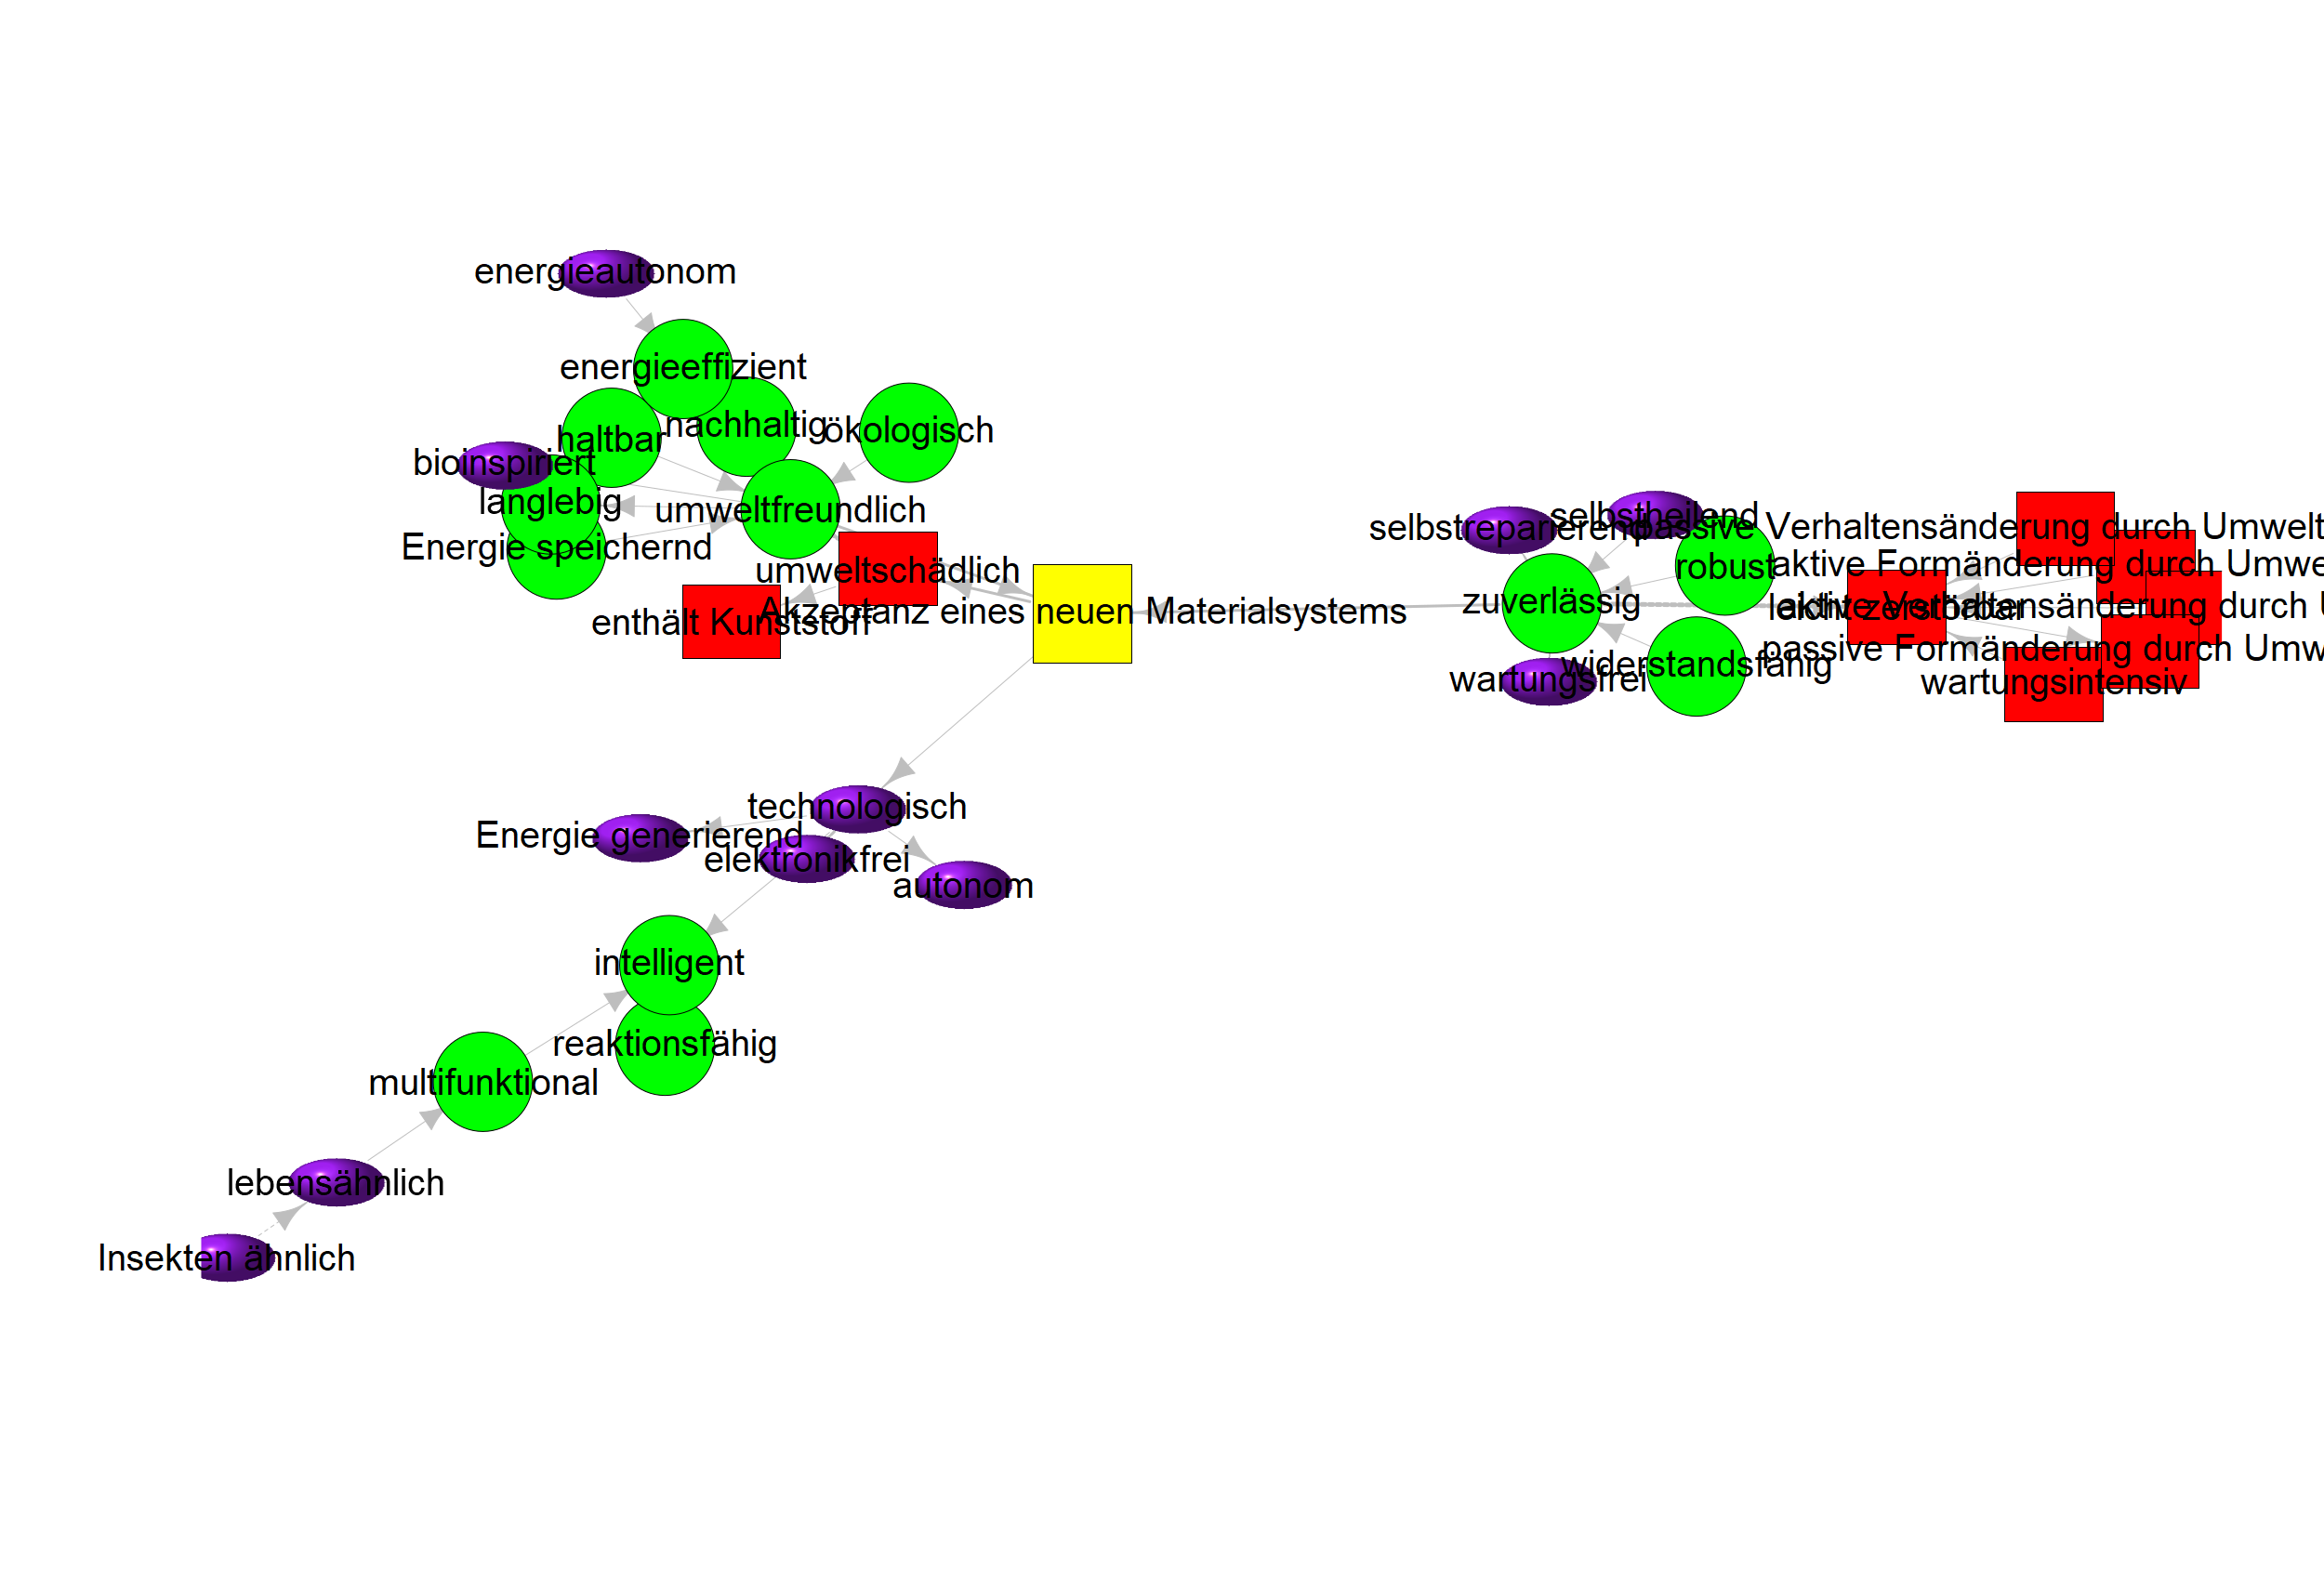 energieautonom
energieeffizient
nachhaltig
ökologisch
haltbar
bioinspiriert
langlebig
umweltfreundlich
Energie speichernd
umweltschädlich
enthält Kunststoff
Akzeptanz eines neuen Materialsystems
selbstheilend
selbstreparierend
passive Verhaltensänderung durch Umwelt
robust
aktive Formänderung durch Umwe
zuverlässig
leicht zerstörbar
aktive Verhaltensänderung durch U
passive Formänderung durch Umw
widerstandsfähig
wartungsfrei
wartungsintensiv
technologisch
Energie generierend
elektronikfrei
autonom
intelligent
reaktionsfähig
multifunktional
lebensähnlich
Insekten ähnlich